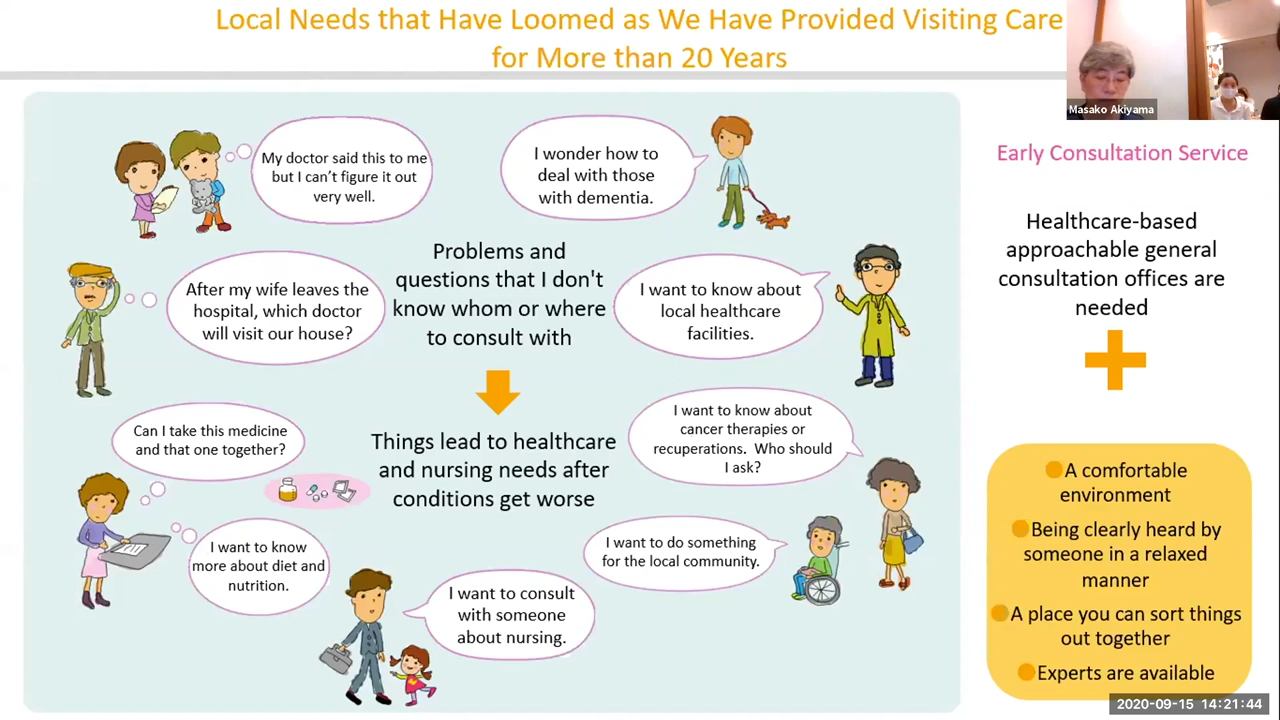 Local Needs that Have Loomed as We Have Provided Visiting Care
for More than 20 Years
Masako Akiyama
My doctor said this to me
but I can't figure it out
very well.
I wonder how to
deal with those
with dementia.
Problems and
questions that I don't
know whom or where
to consult with
After my wife leaves the
hospital, which doctor
will visit our house?
I want to know about
local healthcare
facilities.
Can I take this medicine
and that one together?
Things lead to healthcare
and nursing needs after
conditions get worse
I want to know about
cancer therapies or
recuperations. Who should
I ask?
I want to know
more about diet and
nutrition.
I want to do something
for the local community.
I want to consult
with someone
about nursing.
Early Consultation Service
Healthcare-based
approachable general
consultation offices are
needed
A comfortable
environment
Being clearly heard by
someone in a relaxed
manner
A place you can sort things
out together
Experts are available
2020-09-15 14:21:44